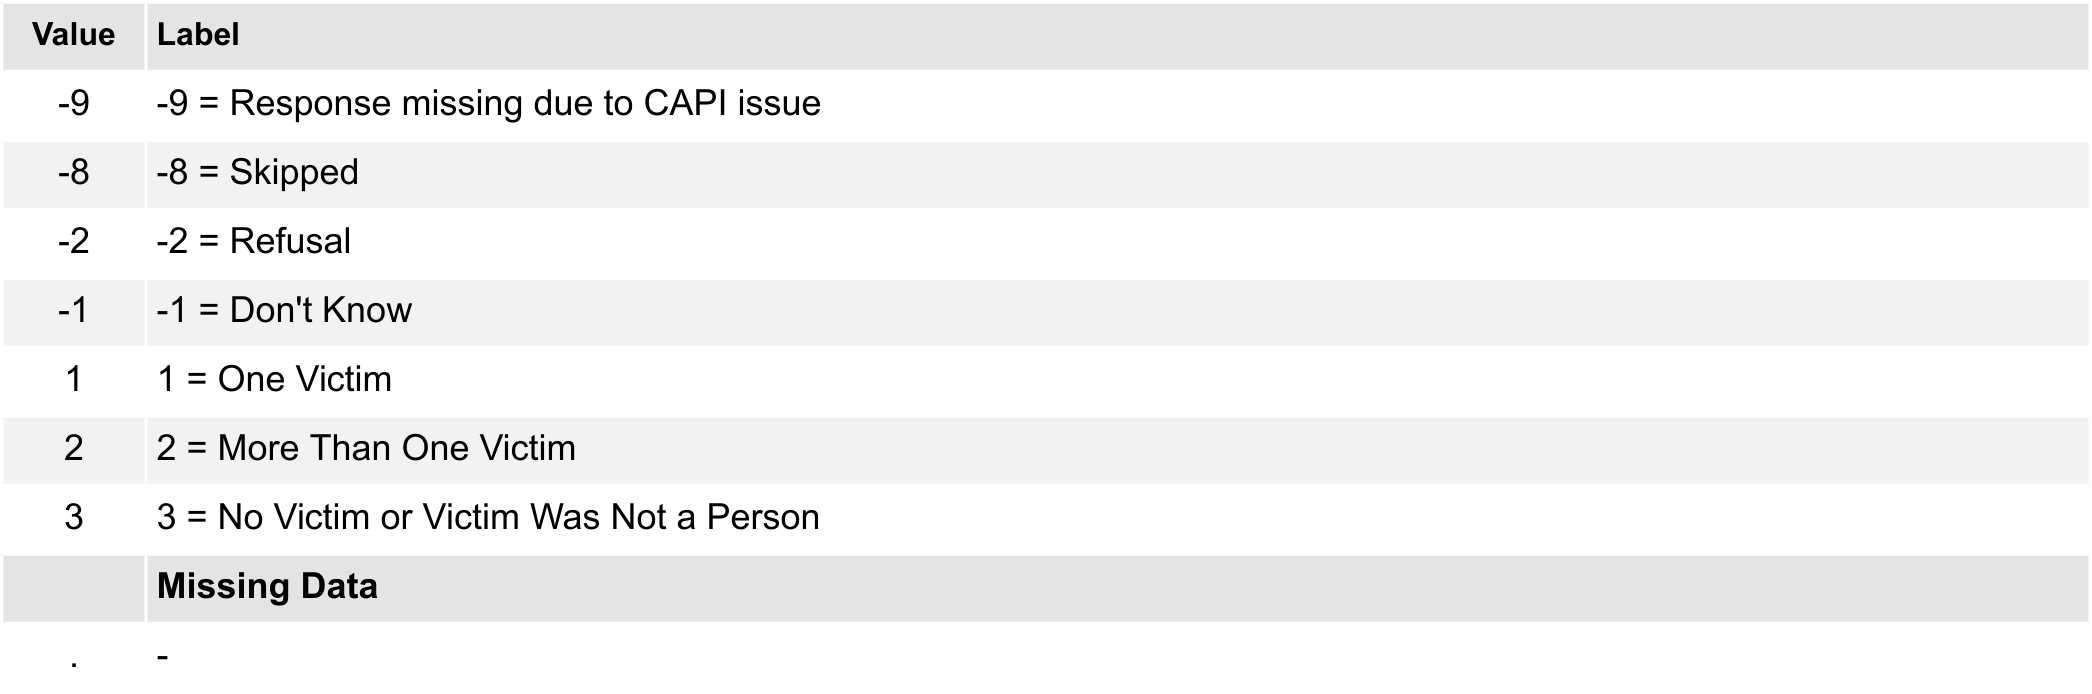 Value Label
-9 -9 = Response missing due to CAPI issue
-8 -8 = Skipped
-2 -2 = Refusal
-1 -1 = Don't Know
1 1 = One Victim
2 2 = More Than One Victim
3 3 = No Victim or Victim Was Not a Person
Missing Data
. -